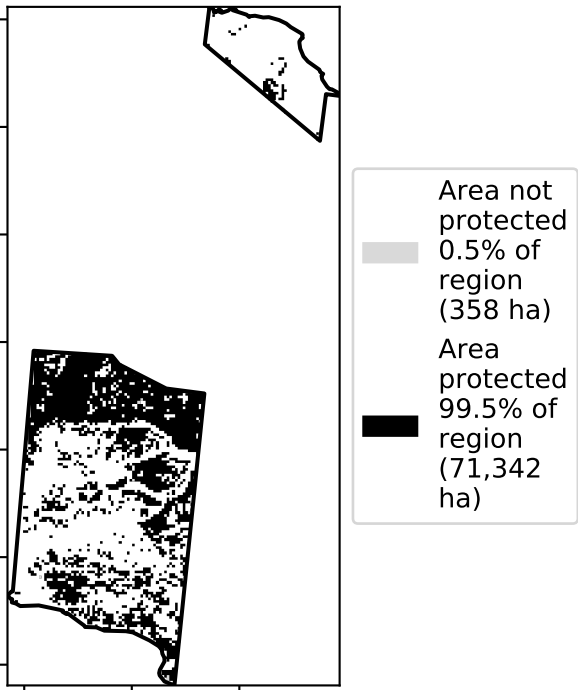 Area not
protected
0.5% of
region
(358 ha)
Area
protected
99.5% of
region
(71,342
ha)